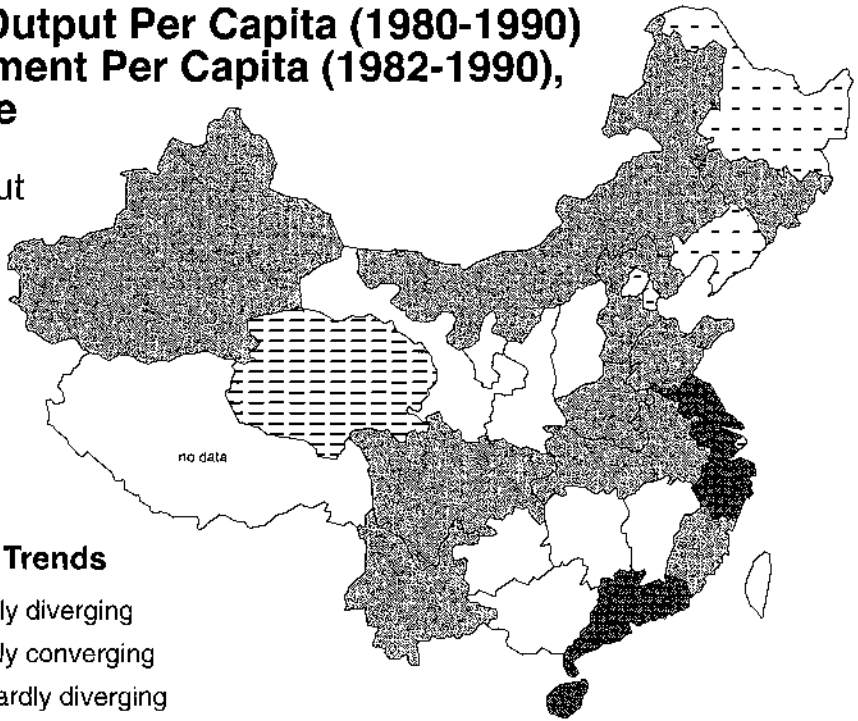 Output Per Capita (1980-1990)
ment Per Capita (1982-1990),
e
ut
no data
Trends
ly diverging
ly converging
ardly diverging